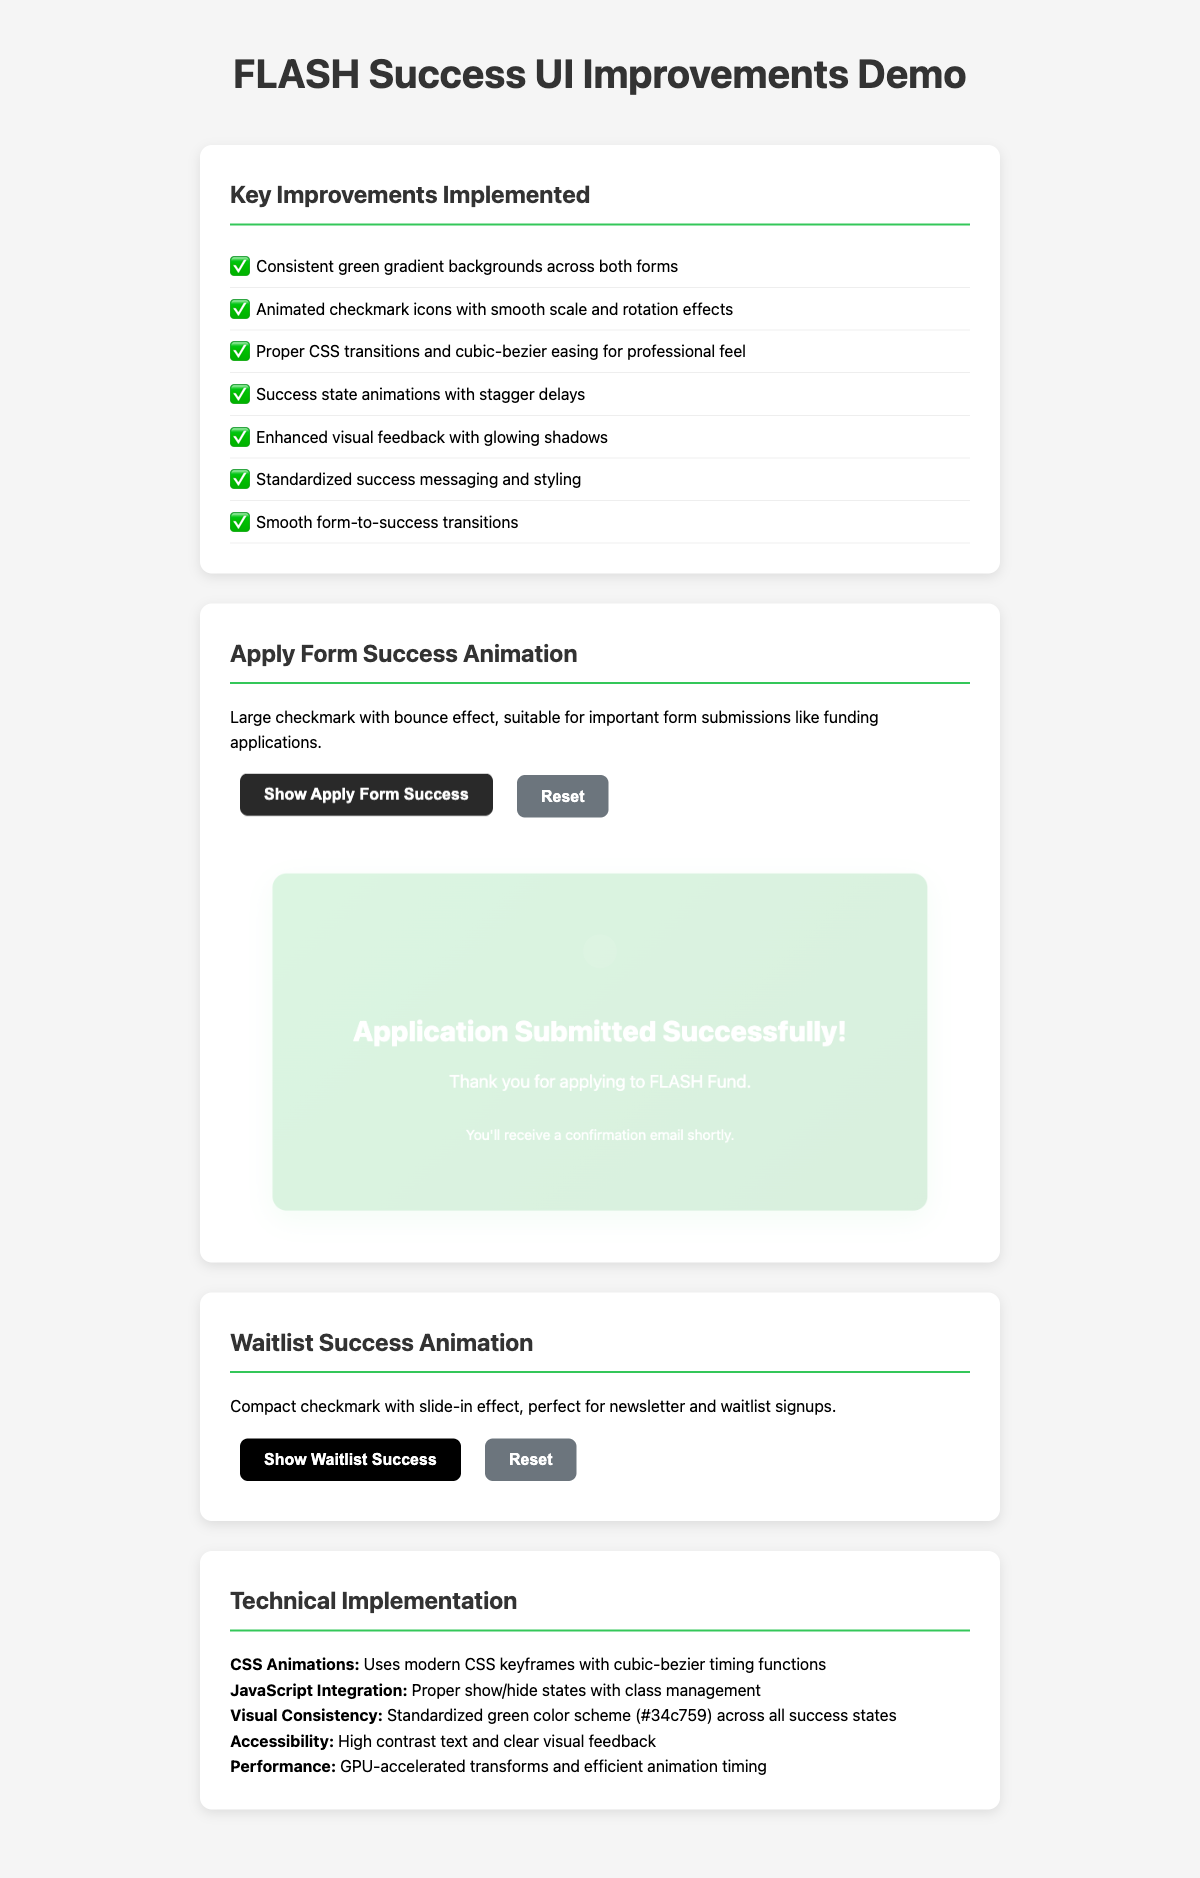 FLASH Success UI Improvements Demo
Key Improvements Implemented
✅ Consistent green gradient backgrounds across both forms
✅ Animated checkmark icons with smooth scale and rotation effects
✅ Proper CSS transitions and cubic-bezier easing for professional feel
✅ Success state animations with stagger delays
✅ Enhanced visual feedback with glowing shadows
✅ Standardized success messaging and styling
✅ Smooth form-to-success transitions
Apply Form Success Animation
Large checkmark with bounce effect, suitable for important form submissions like funding
applications.
Show Apply Form Success
Reset
Application Submitted Successfully!
Thank you for applying to FLASH Fund.
You'll receive a confirmation email shortly.
Waitlist Success Animation
Compact checkmark with slide-in effect, perfect for newsletter and waitlist signups.
Show Waitlist Success
Reset
Technical Implementation
CSS Animations: Uses modern CSS keyframes with cubic-bezier timing functions
JavaScript Integration: Proper show/hide states with class management
Visual Consistency: Standardized green color scheme (#34c759) across all success states
Accessibility: High contrast text and clear visual feedback
Performance: GPU-accelerated transforms and efficient animation timing